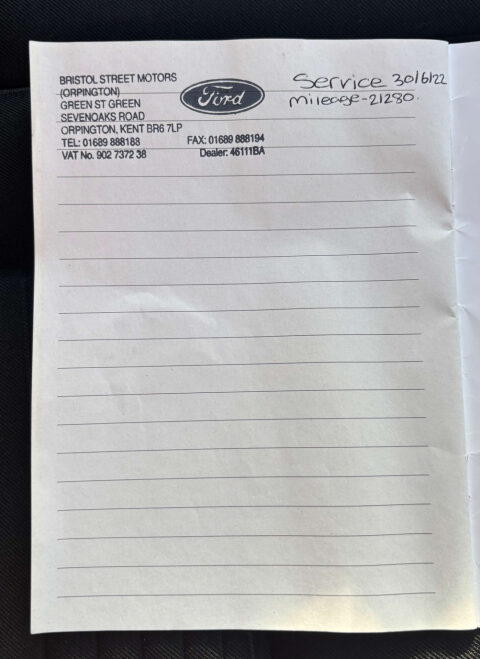 BRISTOL STREET MOTORS
(ORPINGTON)
GREEN ST GREEN
SEVENOAKS ROAD
ORPINGTON, KENT BR6 7LP
TEL: 01689 888188 FAX: 01689 888194
VAT No. 902 7372 38 Dealer: 46111BA
Ford
Service 30/6/22
mileage-21280.